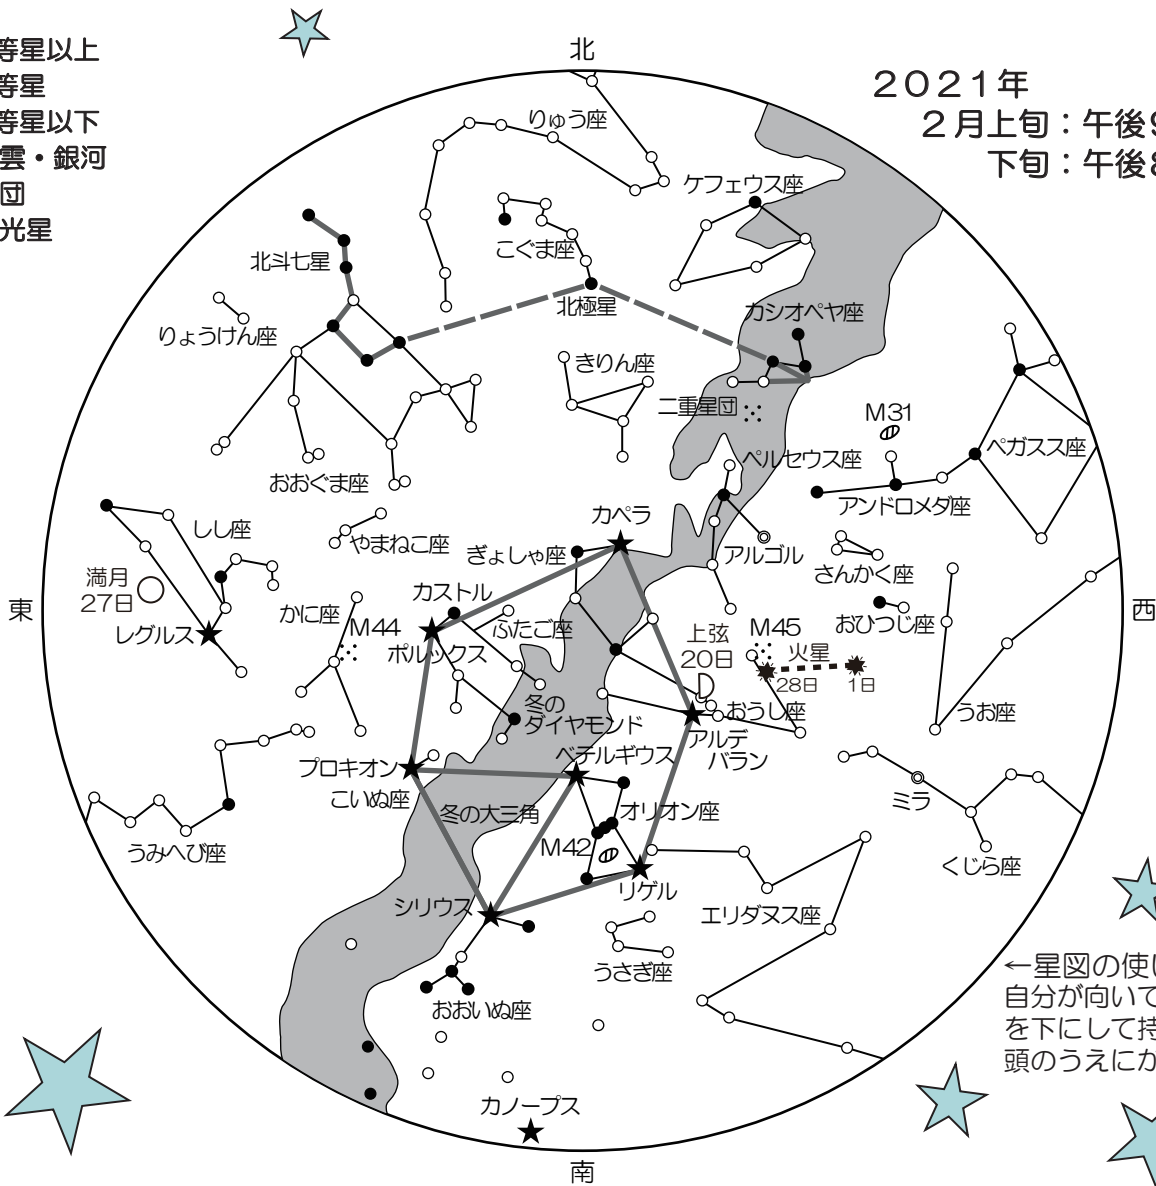 等星以上
等星
等星以下
雲・銀河
団
光星
2021年
2月上旬：午後9
下旬：午後8
北
りゅう座
ケフェウス座
こぐま座
北斗七星
北極星
カシオペヤ座
りょうけん座
きりん座
二重星団
M31
ペルセウス座
ペガスス座
おおぐま座
アンドロメダ座
しし座
カペラ
やまねこ座
ぎょしゃ座
アルゴル
さんかく座
満月
27日
カストル
東
西
かに座
M44
ふたご座
上弦
20日
M45
おひつじ座
レグルス
ポルックス
火星
28日
1日
冬の
ダイヤモンド
おうし座
うお座
アルデ
バラン
プロキオン
ベテルギウス
こいぬ座
冬の大三角
オリオン座
ミラ
うみへび座
M42
くじら座
リゲル
シリウス
エリダヌス座
うさぎ座
おおいぬ座
←星図の使い
自分が向いて
を下にして持
頭のうえにか
カノープス
南